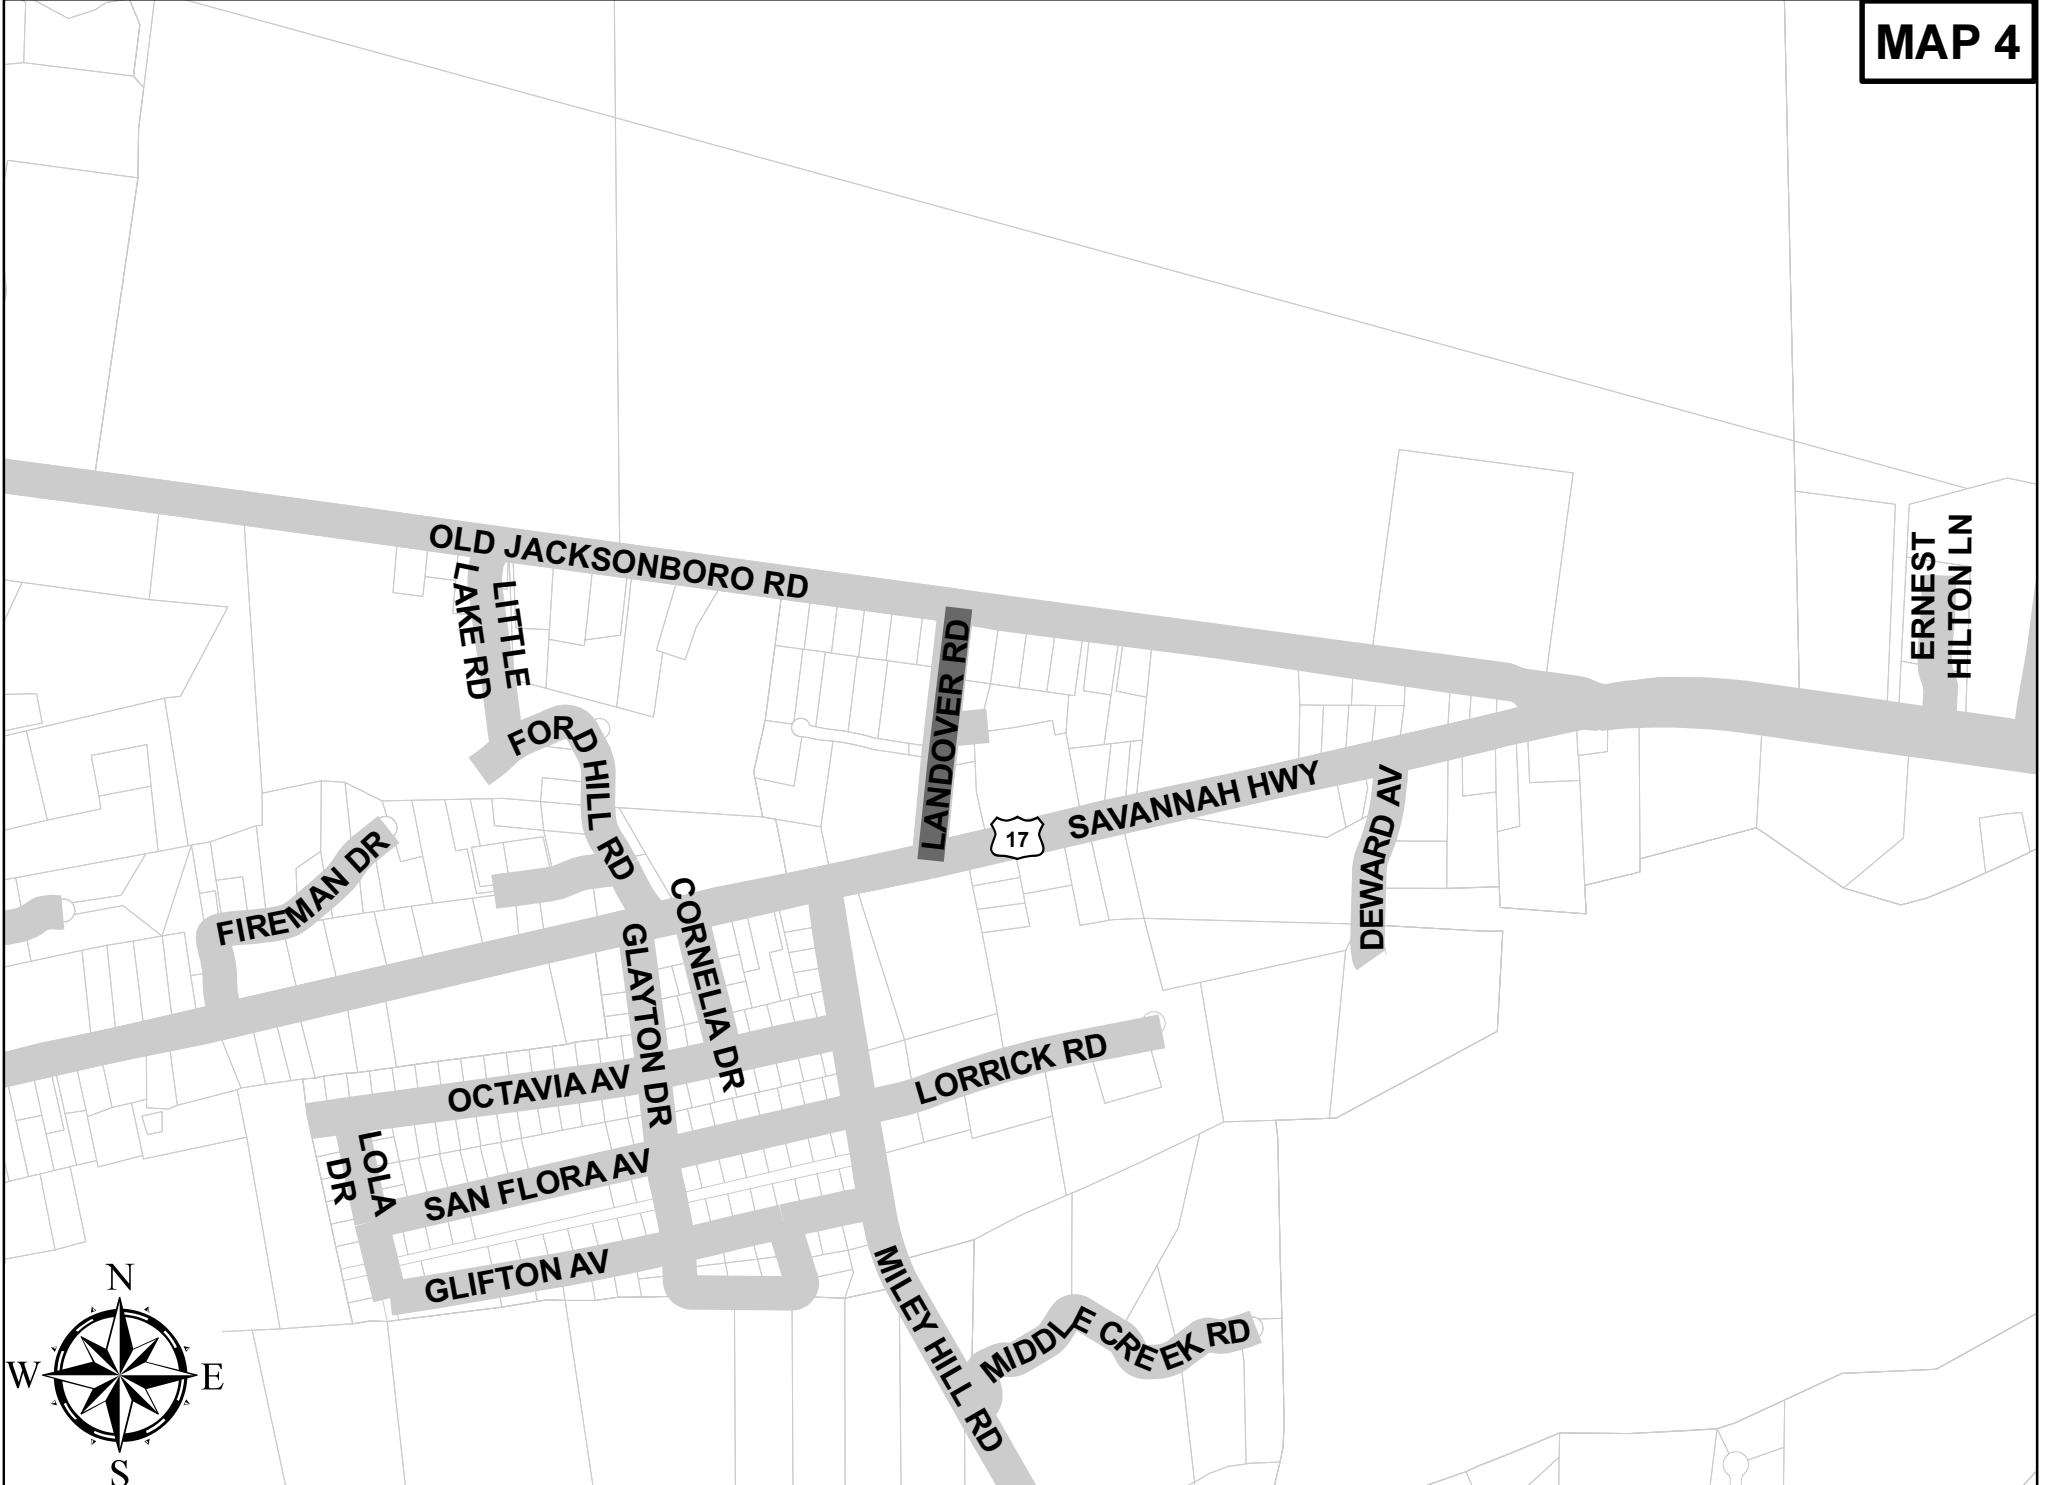 MAP 4
OLD JACKSONBORO RD
LITTLE
LAKE RD
ERNEST
HILTON LN
LANDOVER RD
FORD HILL RD
17
SAVANNAH HWY
DEWARD AV
FIREMAN DR
CORNELIA DR
GLAYTON DR
OCTAVIA AV
LORRICK RD
LOLA
DR
SAN FLORA AV
GLIFTON AV
MILEY HILL RD
MIDDLE CREEK RD
N
W
E
S